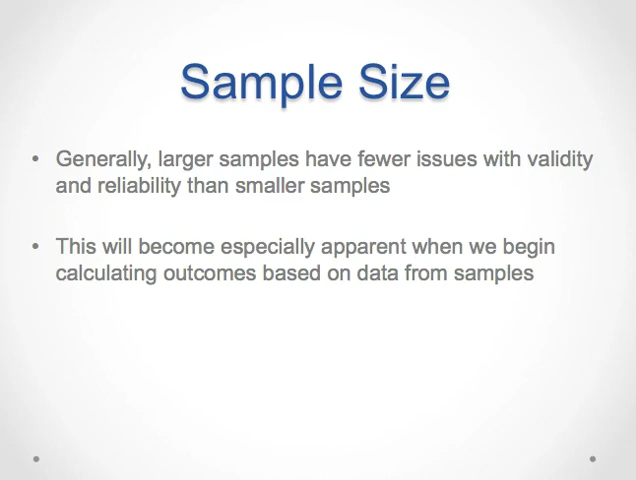 Sample Size
• Generally, larger samples have fewer issues with validity
and reliability than smaller samples
• This will become especially apparent when we begin
calculating outcomes based on data from samples